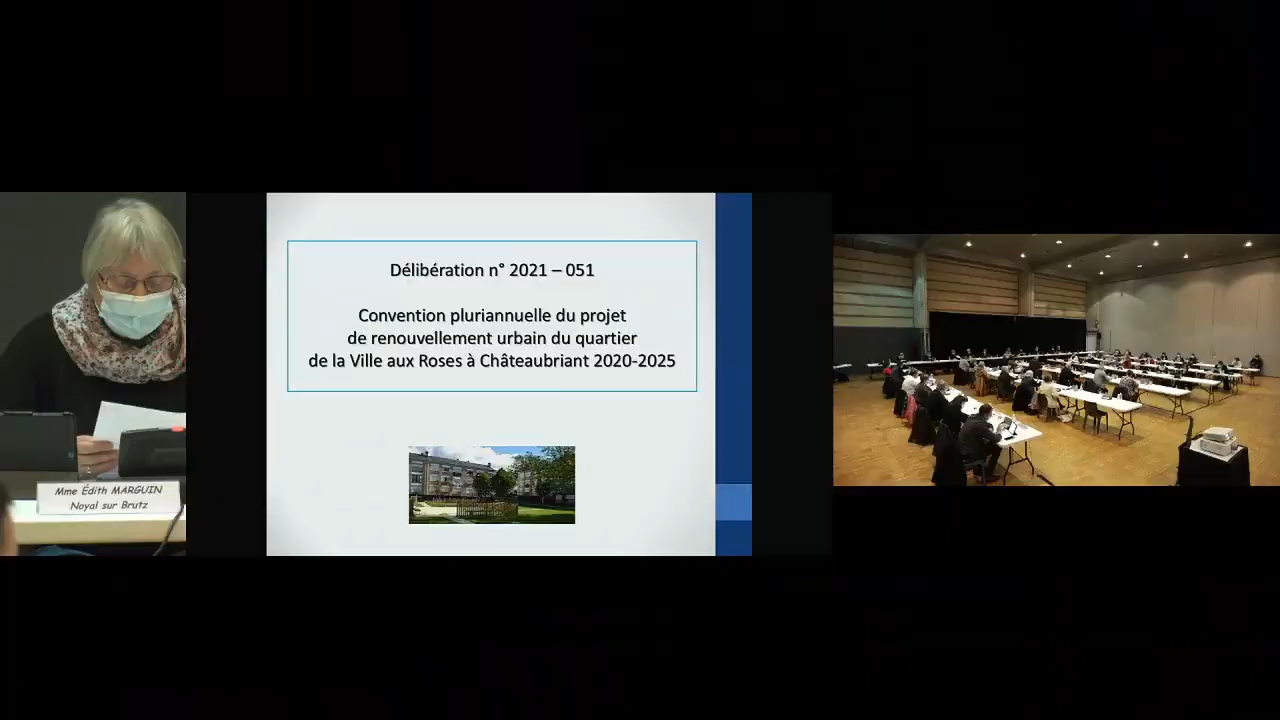 Mme Édith MARGUIN
Noyal sur Brutz
Délibération n° 2021 – 051
Convention pluriannuelle du projet
de renouvellement urbain du quartier
de la Ville aux Roses à Châteaubriant 2020-2025